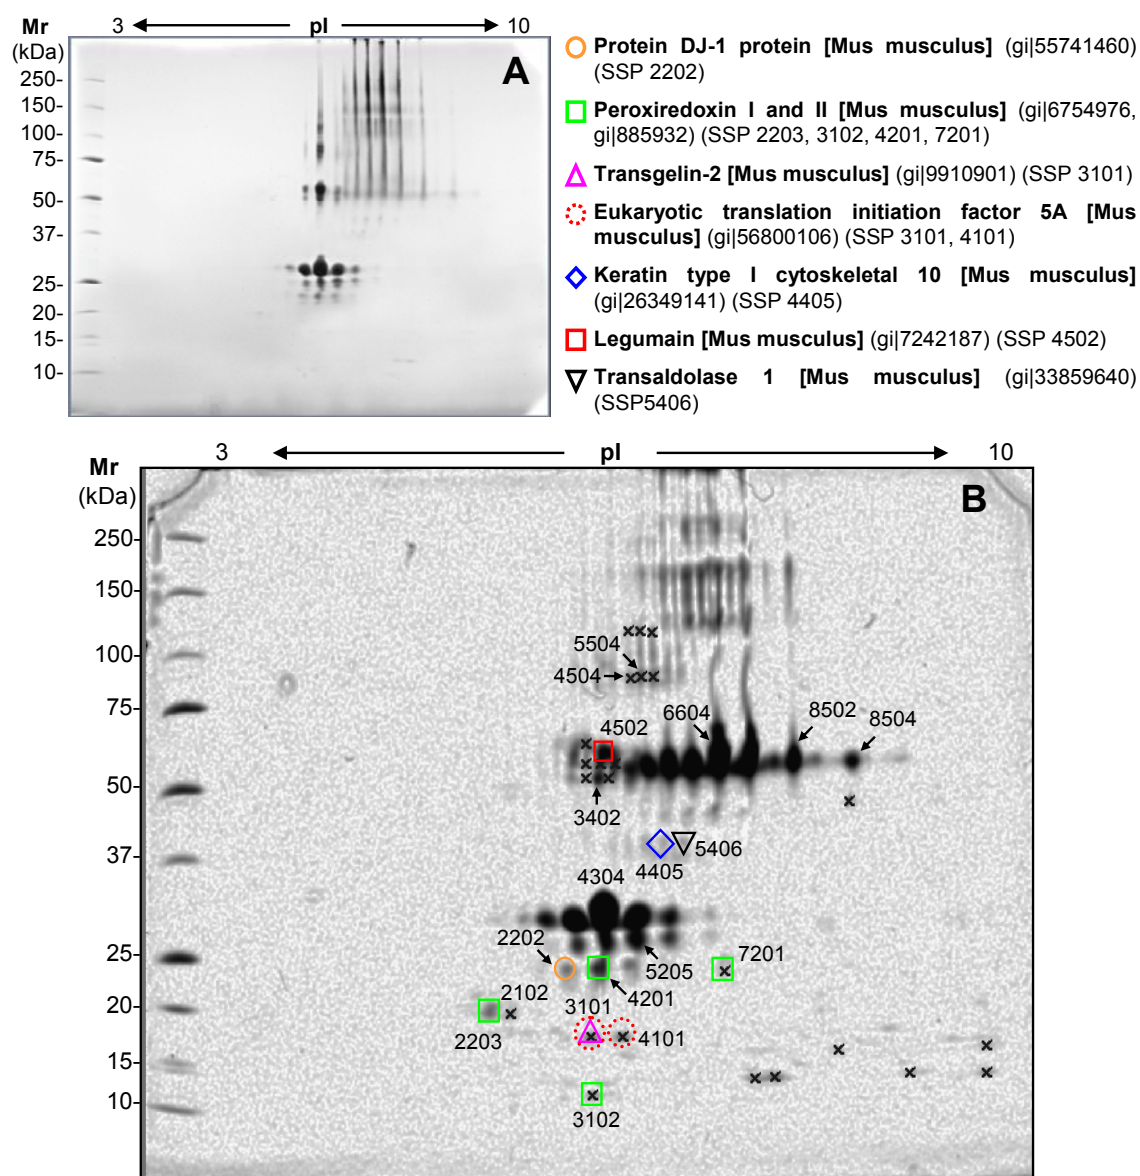 Mr
(kDa)
3 pI 10
A
250-
150-
100-
75-
50-
37-
25-
20-
15-
10-
Protein DJ-1 protein [Mus musculus] (gi|55741460)
(SSP 2202)
Peroxiredoxin I and II [Mus musculus] (gi|6754976,
gi|885932) (SSP 2203, 3102, 4201, 7201)
Transgelin-2 [Mus musculus] (gi|9910901) (SSP 3101)
Eukaryotic translation initiation factor 5A [Mus
musculus] (gi|56800106) (SSP 3101, 4101)
Keratin type I cytoskeletal 10 [Mus musculus]
(gi|26349141) (SSP 4405)
Legumain [Mus musculus] (gi|7242187) (SSP 4502)
Transaldolase 1 [Mus musculus] (gi|33859640)
(SSP5406)
3 pI 10
Mr
(kDa)
B
250-
150-
100-
75-
50-
37-
25-
20-
15-
10-
5504
4504
6604
8502
8504
4502
3402
4405
5406
4304
2202
5205
7201
4201
2102
2203
3101
4101
3102